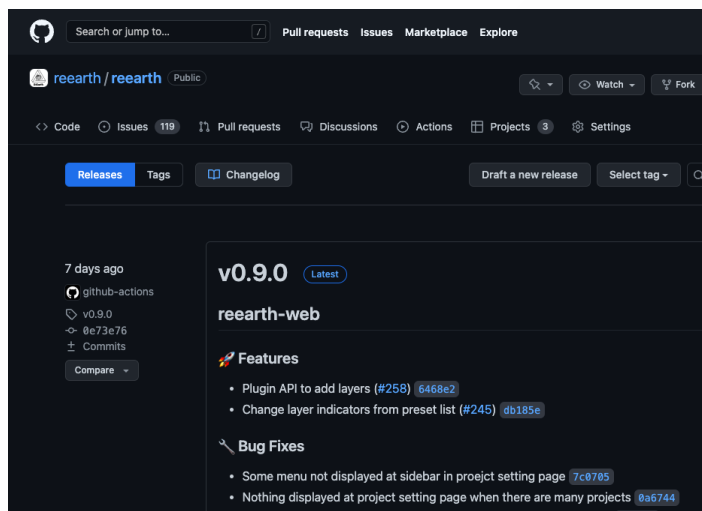 Search or jump to... / Pull requests Issues Marketplace Explore
reearth / reearth Public
Watch Fork
Code Issues 119 Pull requests Discussions Actions Projects 3 Settings
Releases Tags Changelog Draft a new release Select tag
7 days ago
github-actions
v0.9.0
0e73e76
Commits
Compare
v0.9.0 Latest
reearth-web
🚀 Features
• Plugin API to add layers (#258) 6468e2
• Change layer indicators from preset list (#245) db185e
🔧 Bug Fixes
• Some menu not displayed at sidebar in proejct setting page 7c0705
• Nothing displayed at project setting page when there are many projects 0a6744